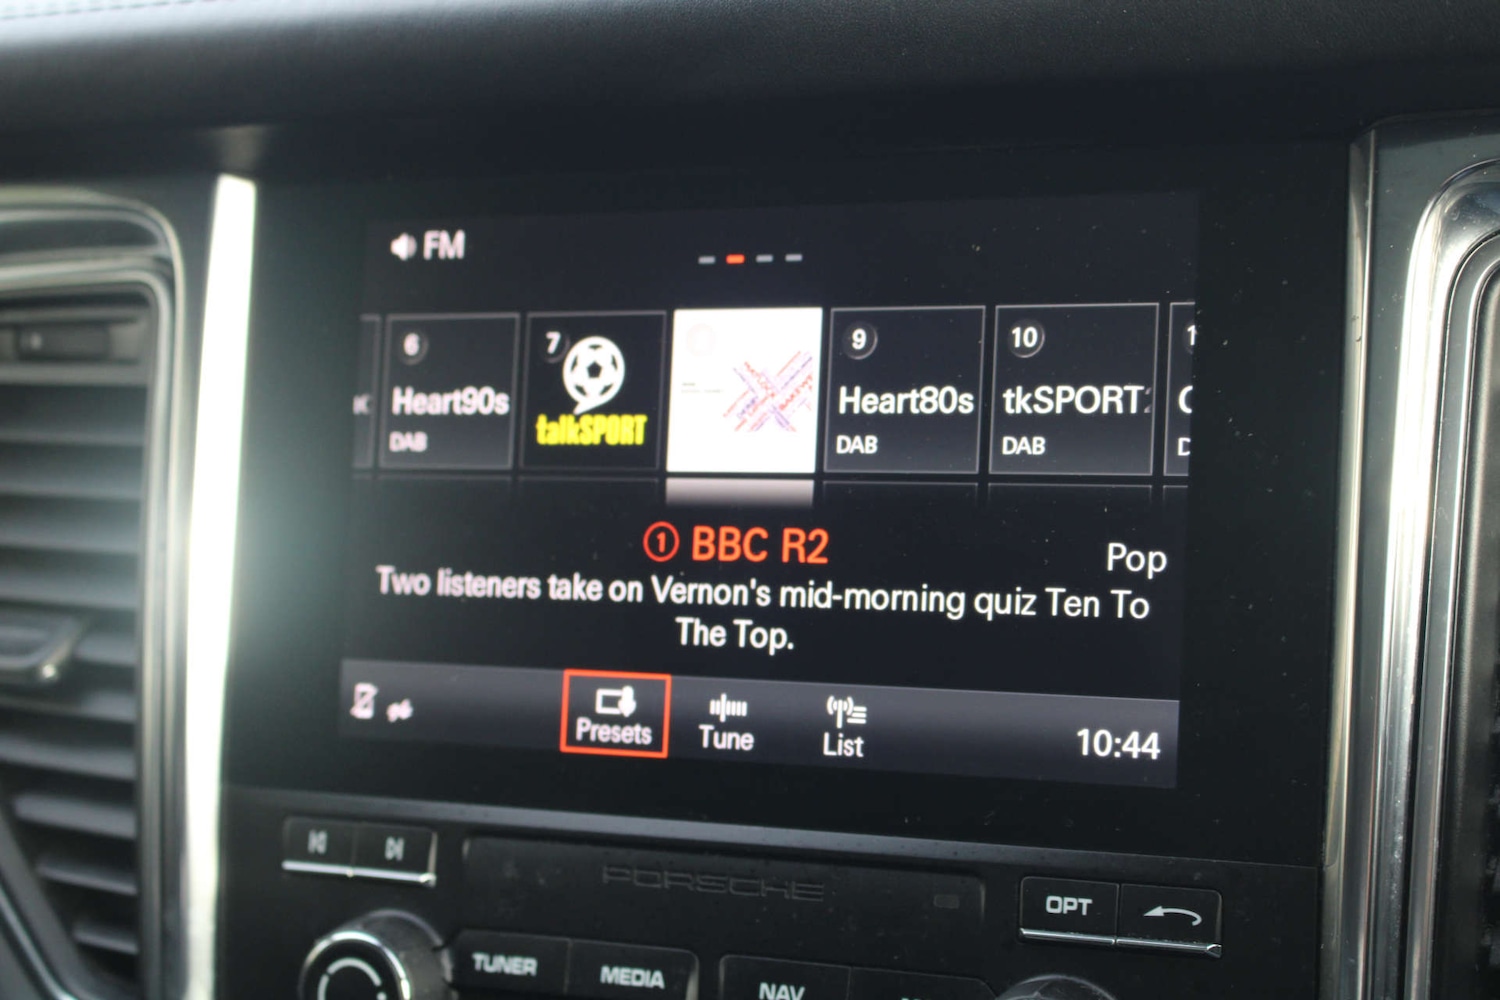 FM
6
Heart90s
DAB
7
talkSPORT
9
Heart80s
DAB
10
tkSPORT
DAB
1 BBC R2
Pop
Two listeners take on Vernon's mid-morning quiz Ten To
The Top.
Presets
Tune
List
10:44
PORSCHE
OPT
TUNER
MEDIA
NAV